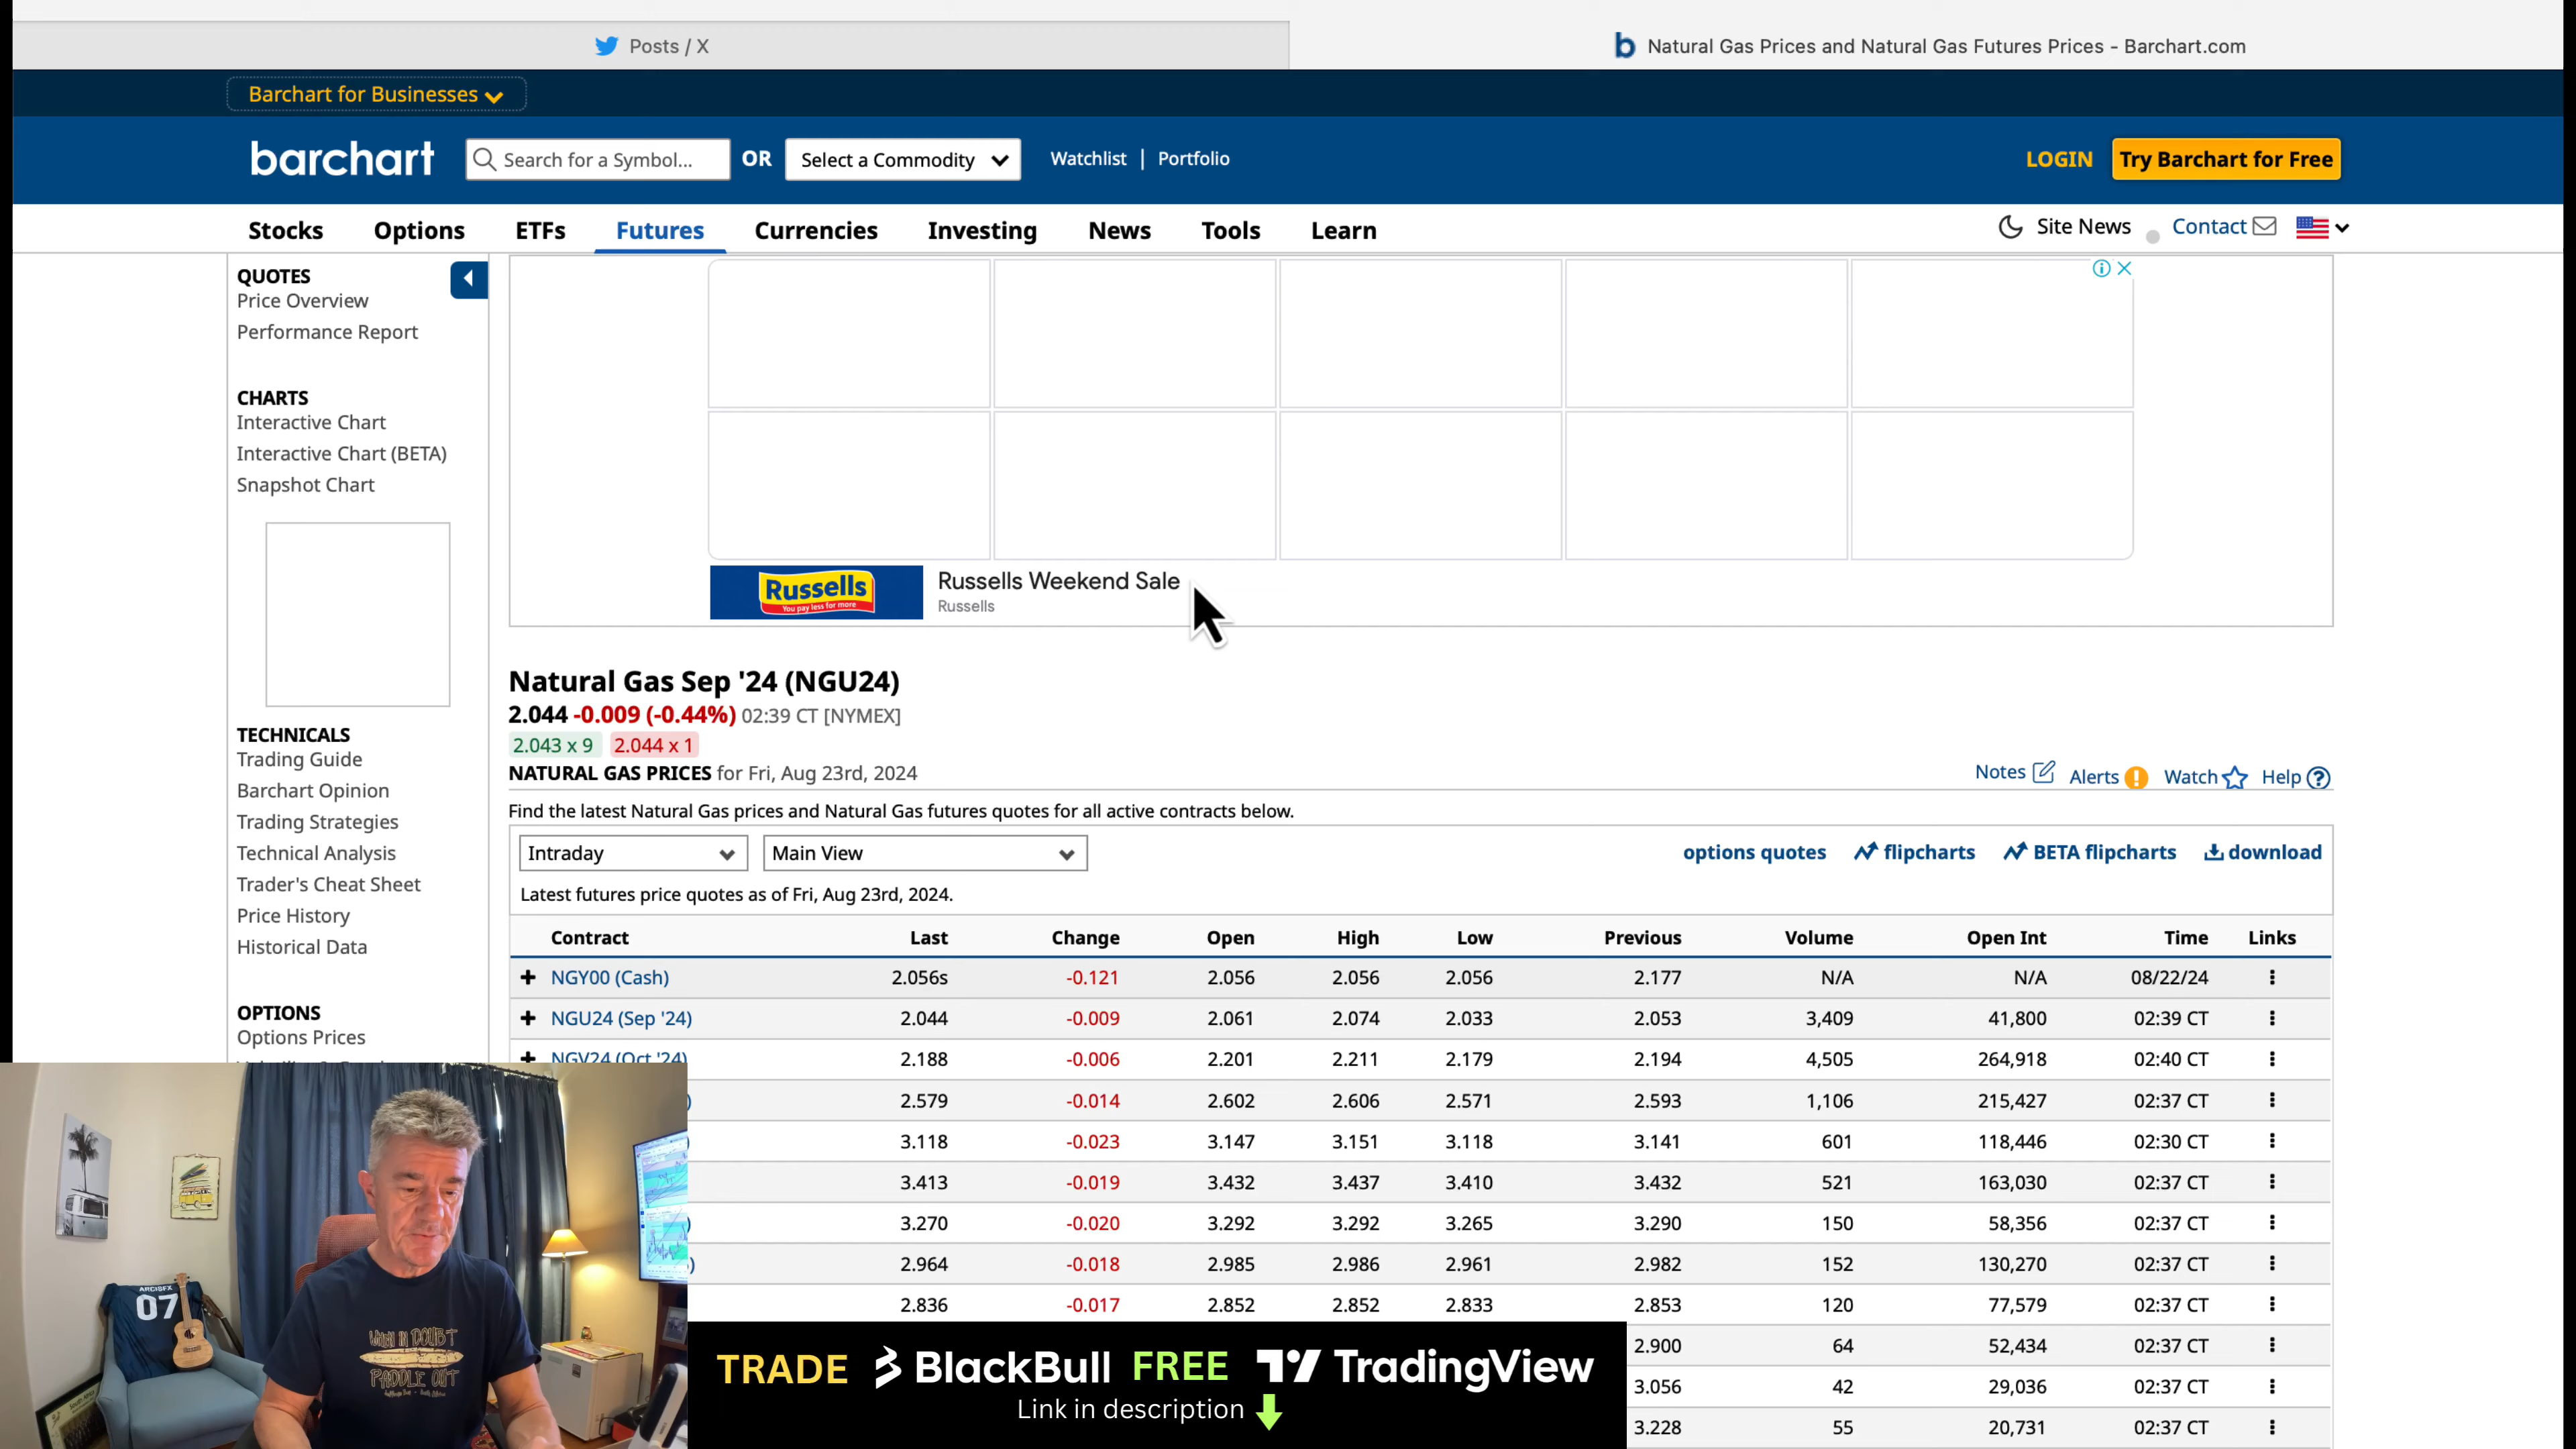 Posts / X
Natural Gas Prices and Natural Gas Futures Prices - Barchart.com
Barchart for Businesses
barchart
Search for a Symbol...
OR
Select a Commodity
Watchlist | Portfolio
LOGIN
Try Barchart for Free
Stocks Options ETFs Futures Currencies Investing News Tools Learn
Site News
Contact
QUOTES
Price Overview
Performance Report
CHARTS
Interactive Chart
Interactive Chart (BETA)
Snapshot Chart
TECHNICALS
Trading Guide
Barchart Opinion
Trading Strategies
Technical Analysis
Trader's Cheat Sheet
Price History
Historical Data
OPTIONS
Options Prices
Russells
You pay less for more
Russells Weekend Sale
Russells
Natural Gas Sep '24 (NGU24)
2.044 -0.009 (-0.44%) 02:39 CT [NYMEX]
2.043 x 9 2.044 x 1
NATURAL GAS PRICES for Fri, Aug 23rd, 2024
Notes Alerts Watch Help
Find the latest Natural Gas prices and Natural Gas futures quotes for all active contracts below.
Intraday
Main View
options quotes flipcharts BETA flipcharts download
Latest futures price quotes as of Fri, Aug 23rd, 2024.
Contract Last Change Open High Low Previous Volume Open Int Time Links
NGY00 (Cash) 2.056s -0.121 2.056 2.056 2.056 2.177 N/A N/A 08/22/24
NGU24 (Sep '24) 2.044 -0.009 2.061 2.074 2.033 2.053 3,409 41,800 02:39 CT
NGV24 (Oct '24) 2.188 -0.006 2.201 2.211 2.179 2.194 4,505 264,918 02:40 CT
2.579 -0.014 2.602 2.606 2.571 2.593 1,106 215,427 02:37 CT
3.118 -0.023 3.147 3.151 3.118 3.141 601 118,446 02:30 CT
3.413 -0.019 3.432 3.437 3.410 3.432 521 163,030 02:37 CT
3.270 -0.020 3.292 3.292 3.265 3.290 150 58,356 02:37 CT
2.964 -0.018 2.985 2.986 2.961 2.982 152 130,270 02:37 CT
2.836 -0.017 2.852 2.852 2.833 2.853 120 77,579 02:37 CT
2.900 64 52,434 02:37 CT
3.056 42 29,036 02:37 CT
3.228 55 20,731 02:37 CT
ARCISFX
07
WHEN IN DOUBT
PADDLE OUT
TRADE BlackBull FREE TradingView
Link in description